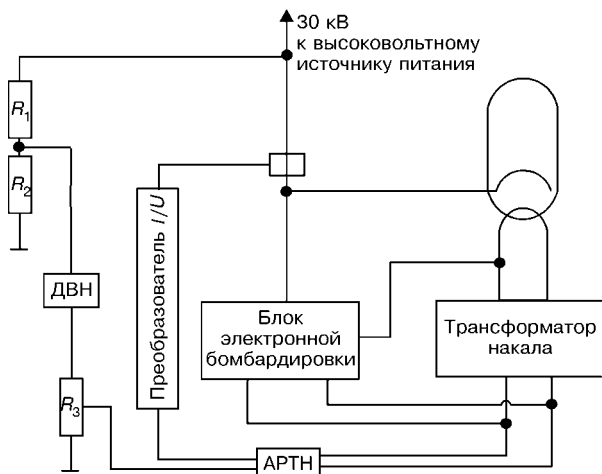 30 кВ
к высоковольтному
источнику питания
R1
R2
Преобразователь I/U
ДВН
Блок
электронной
бомбардировки
Трансформатор
накала
R3
АРТН